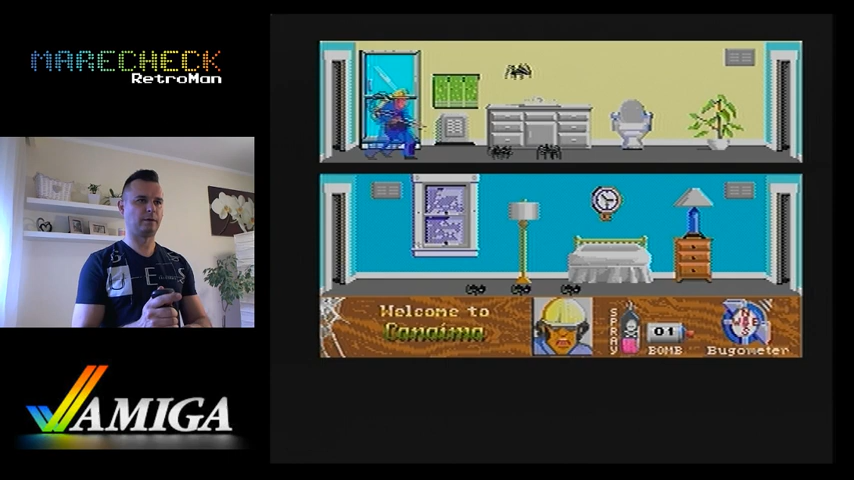 MARECHECK
RetroMan
Welcome to
Canaima
SPRAY
01
BOMB
N
W E
S
Bugometer
AMIGA